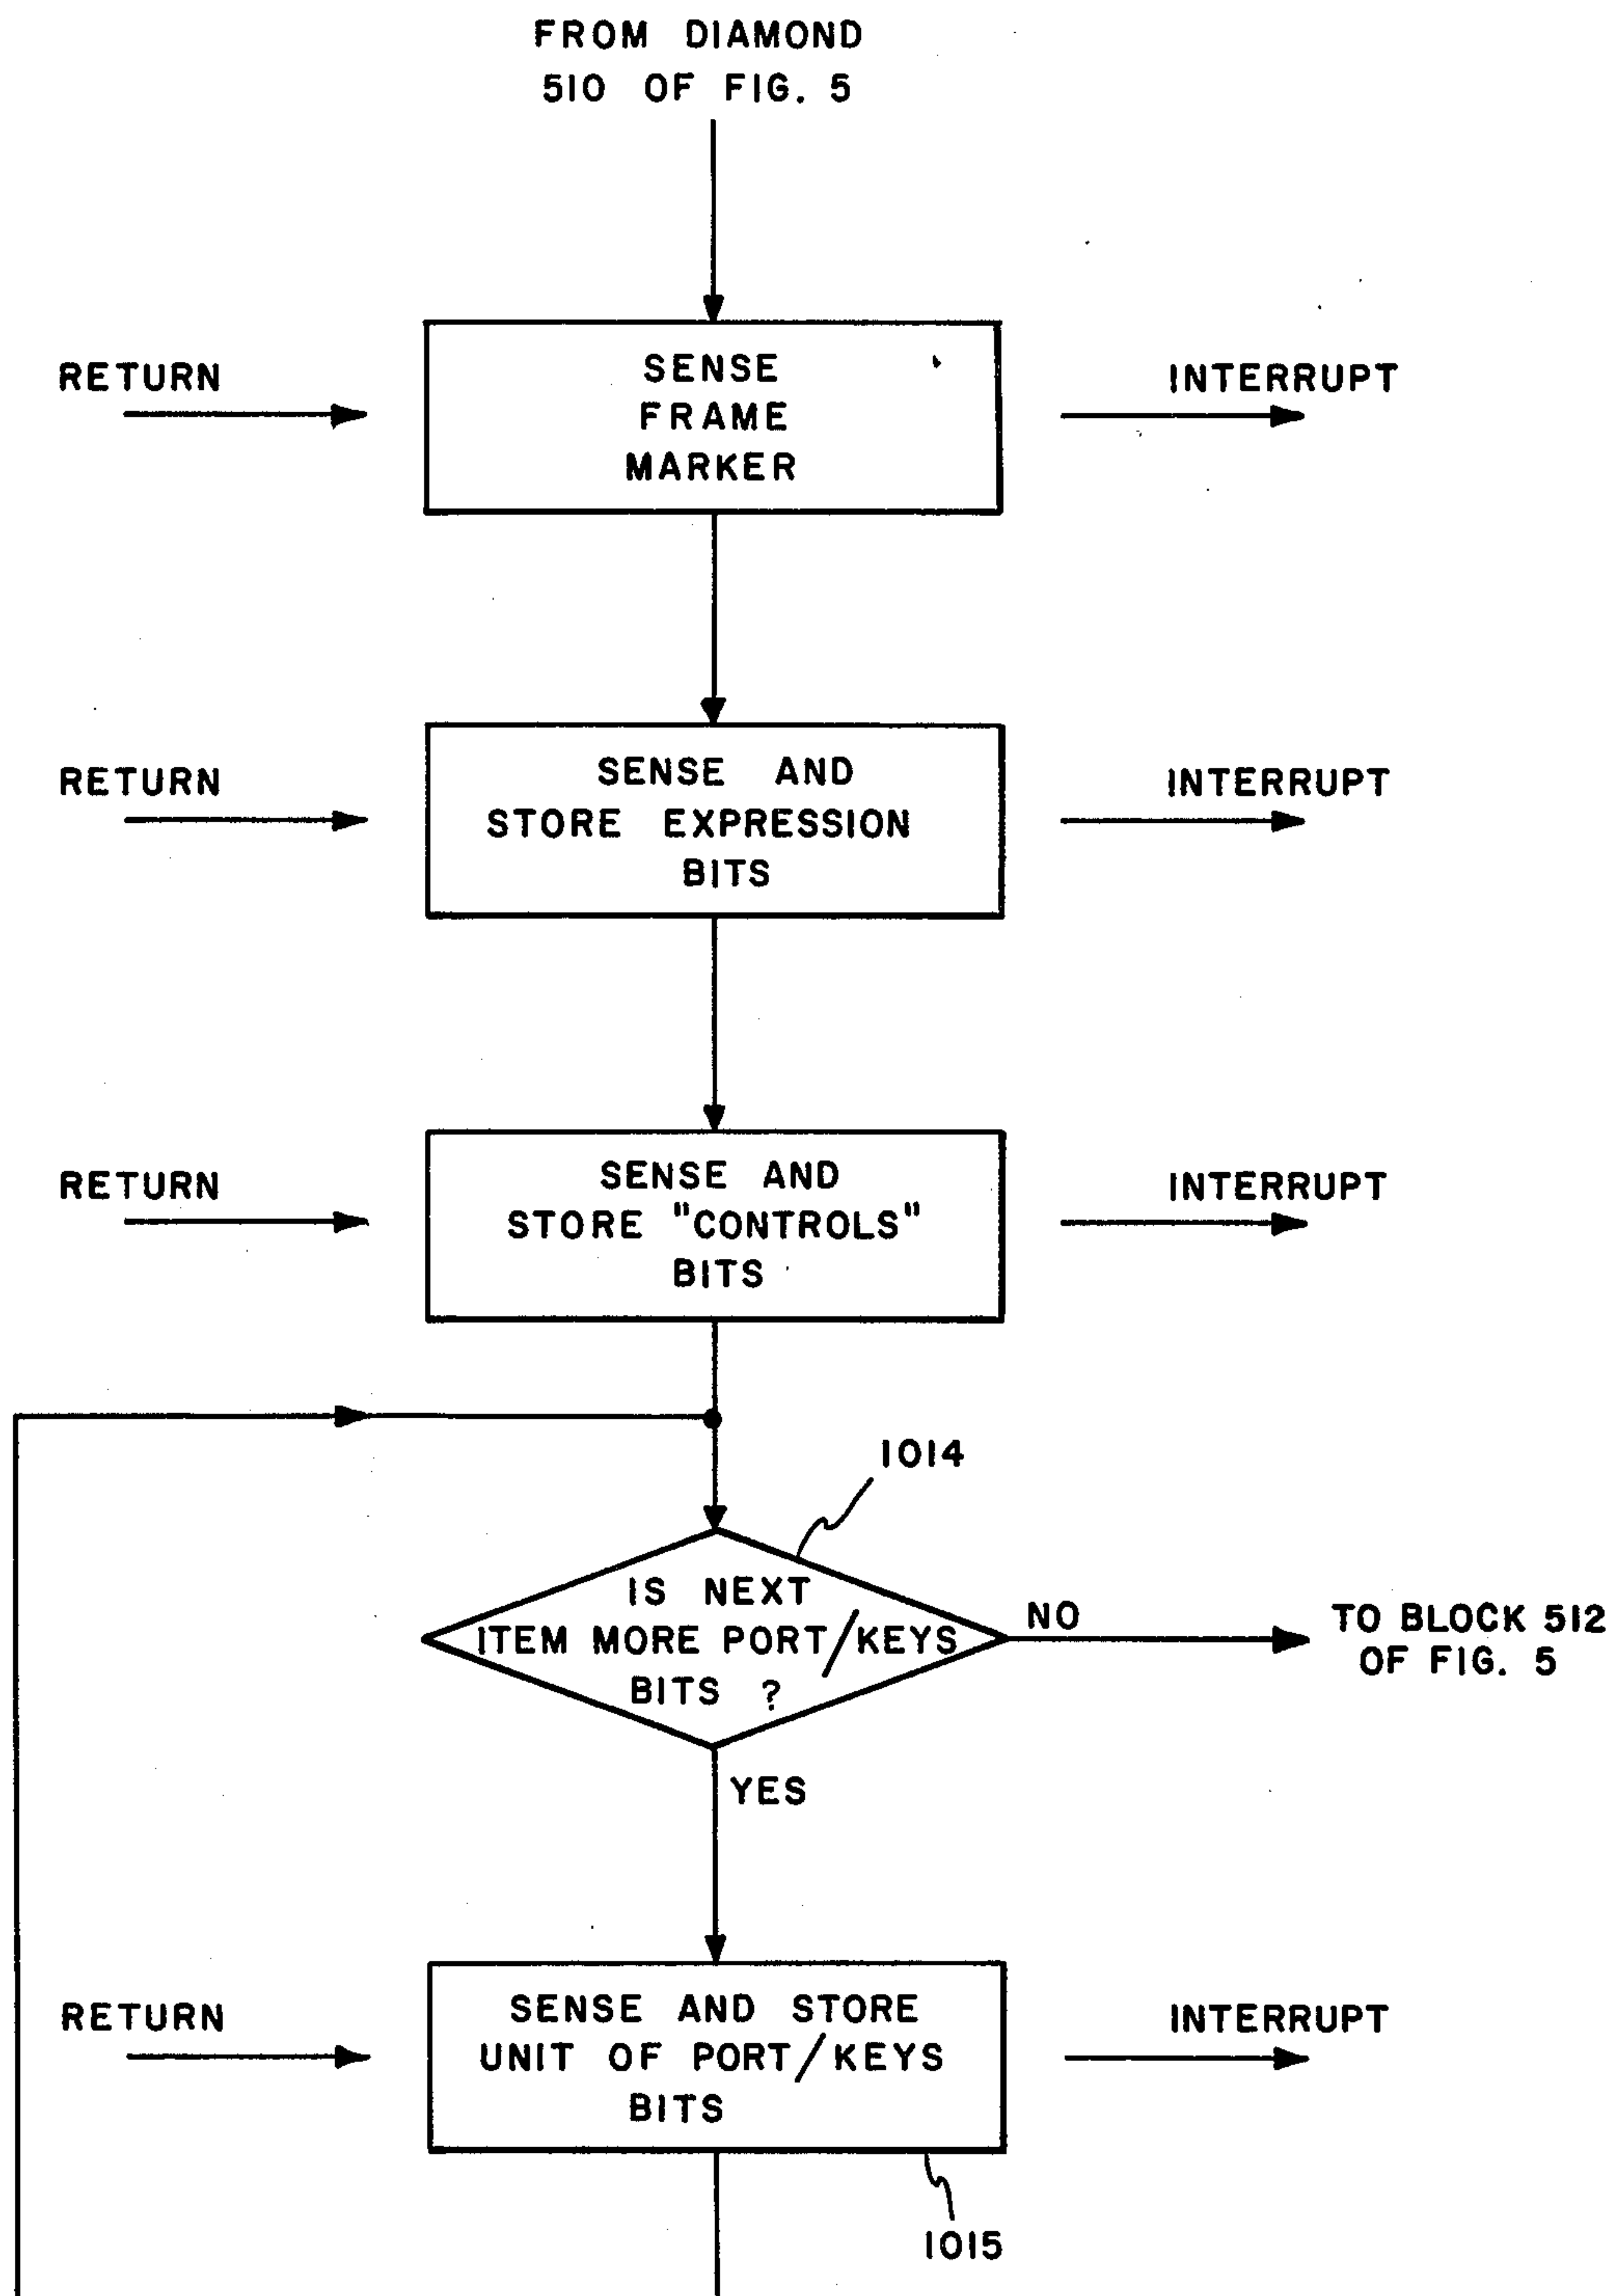 FROM DIAMOND
510 OF FIG. 5
SENSE
FRAME
MARKER
RETURN
INTERRUPT
SENSE AND
STORE EXPRESSION
BITS
RETURN
INTERRUPT
SENSE AND
STORE "CONTROLS"
BITS
RETURN
INTERRUPT
1014
IS NEXT
ITEM MORE PORT/KEYS
BITS ?
NO
TO BLOCK 512
OF FIG. 5
YES
SENSE AND STORE
UNIT OF PORT/KEYS
BITS
RETURN
INTERRUPT
1015